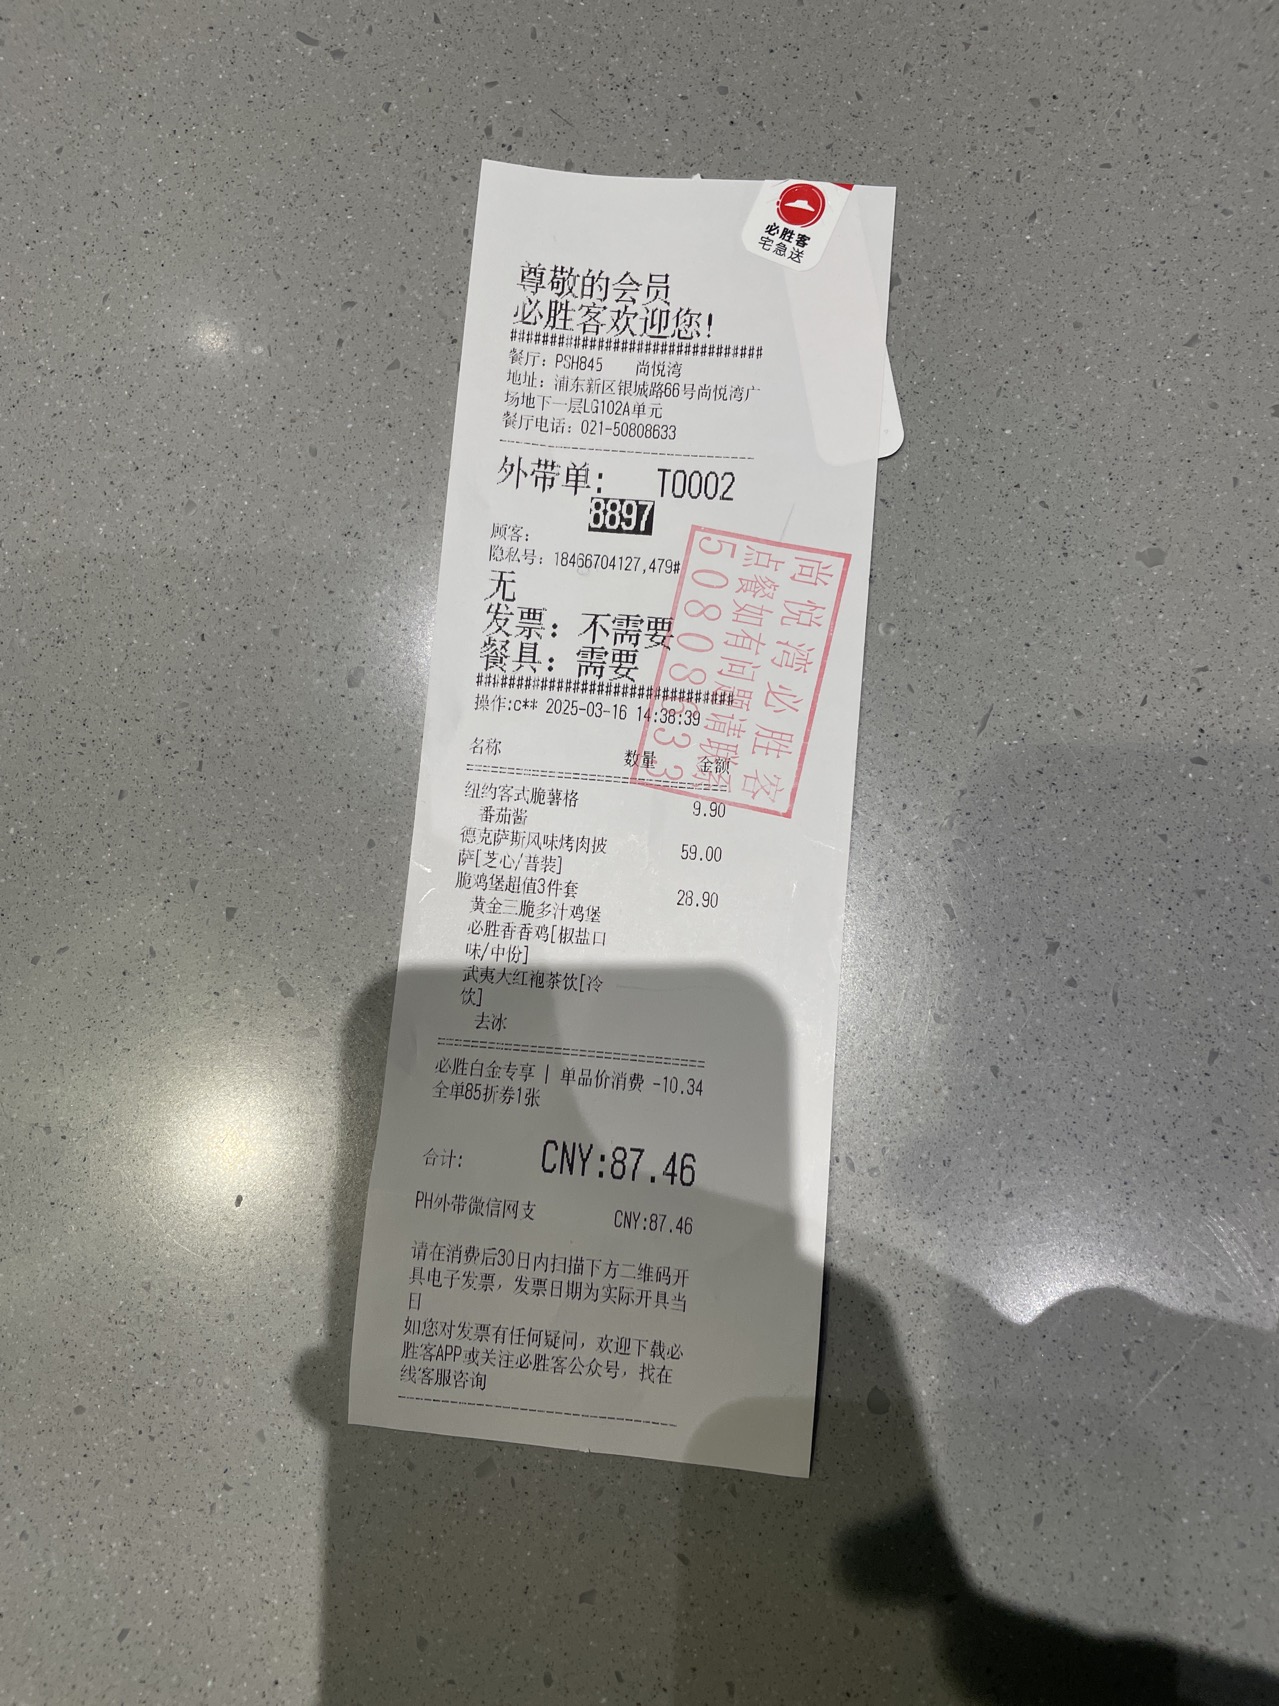 必胜客
宅急送
尊敬的会员
必胜客欢迎您!
################################
餐厅: PSH845 尚悦湾
地址: 浦东新区银城路66号尚悦湾广
场地下一层LG102A单元
餐厅电话: 021-50808633
外带单: T0002
8897
顾客:
隐私号: 18466704127,479#
无
发票: 不需要
餐具: 需要
################################
操作:c** 2025-03-16 14:38:39
尚悦湾必胜客
点餐如有问题请联系
50808633
名称 数量 金额
纽约客式脆薯格 9.90
番茄酱
德克萨斯风味烤肉披 59.00
萨[芝心/普装]
脆鸡堡超值3件套 28.90
黄金三脆多汁鸡堡
必胜香香鸡[椒盐口
味/中份]
武夷大红袍茶饮[冷
饮]
去冰
必胜白金专享 | 单品价消费 -10.34
全单85折券1张
合计: CNY:87.46
PH外带微信网支 CNY:87.46
请在消费后30日内扫描下方二维码开
具电子发票, 发票日期为实际开具当
日
如您对发票有任何疑问, 欢迎下载必
胜客APP或关注必胜客公众号, 找在
线客服咨询